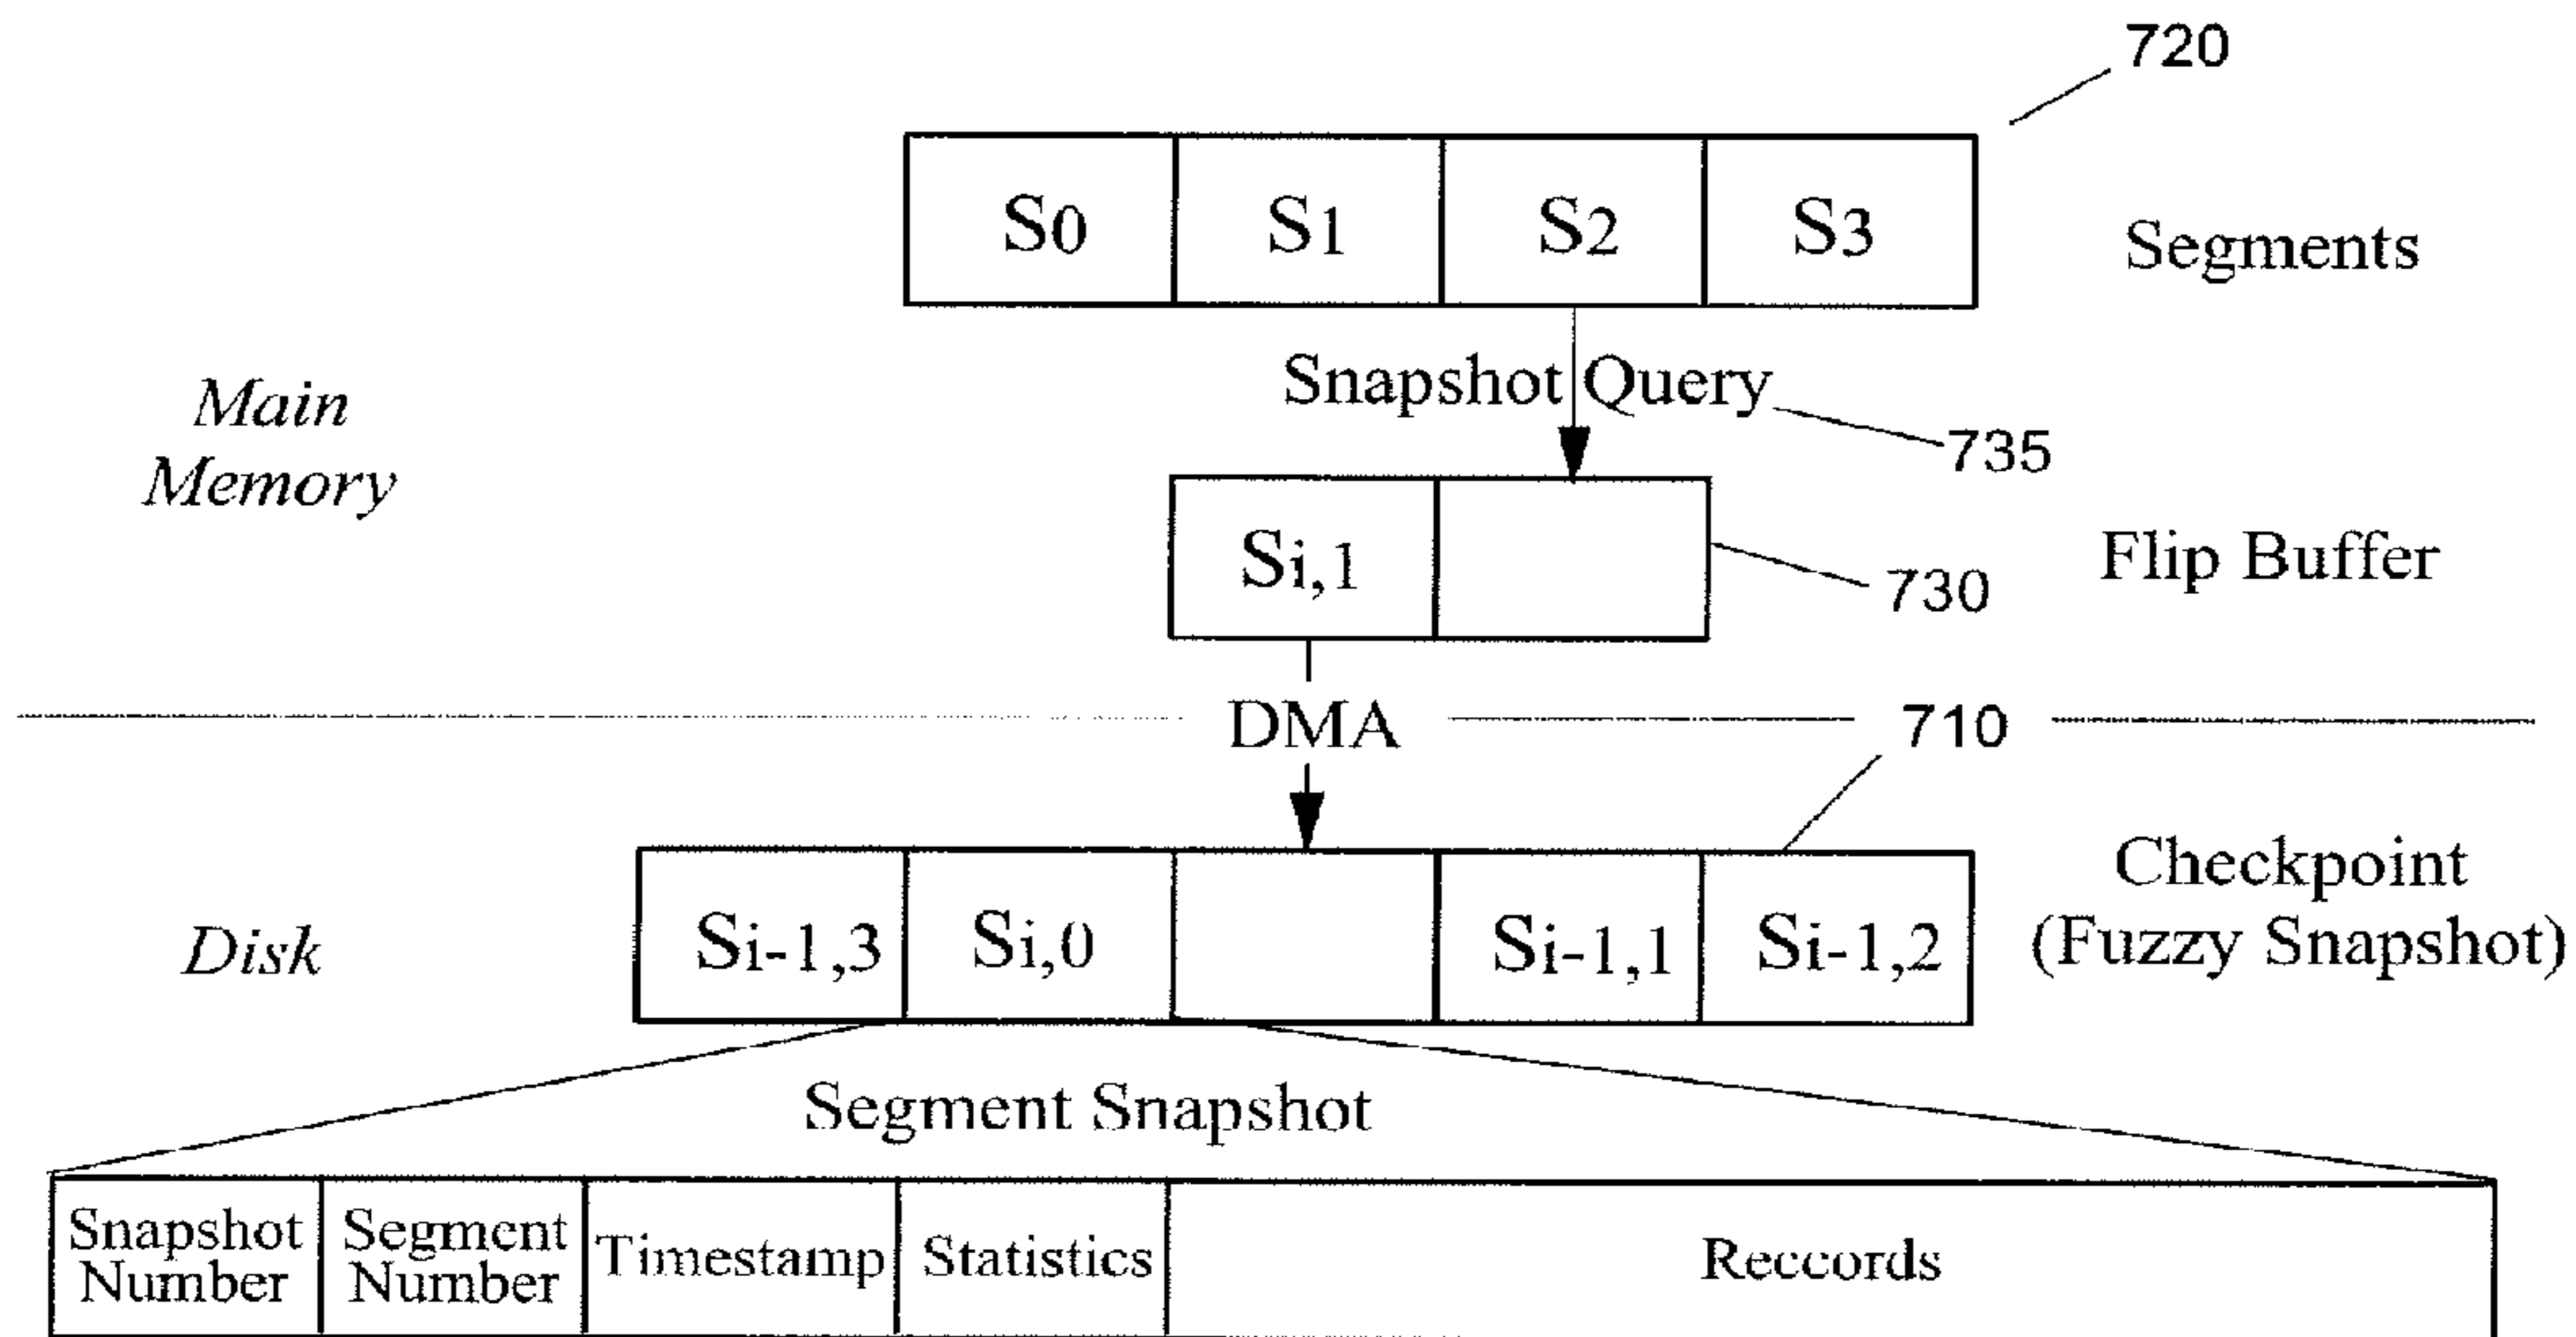 720
S0 S1 S2 S3
Segments
Snapshot Query
735
Main
Memory
Si,1
730
Flip Buffer
DMA
710
Si-1,3 Si,0 Si-1,1 Si-1,2
Checkpoint
(Fuzzy Snapshot)
Disk
Segment Snapshot
Snapshot
Number
Segment
Number
Timestamp
Statistics
Reccords